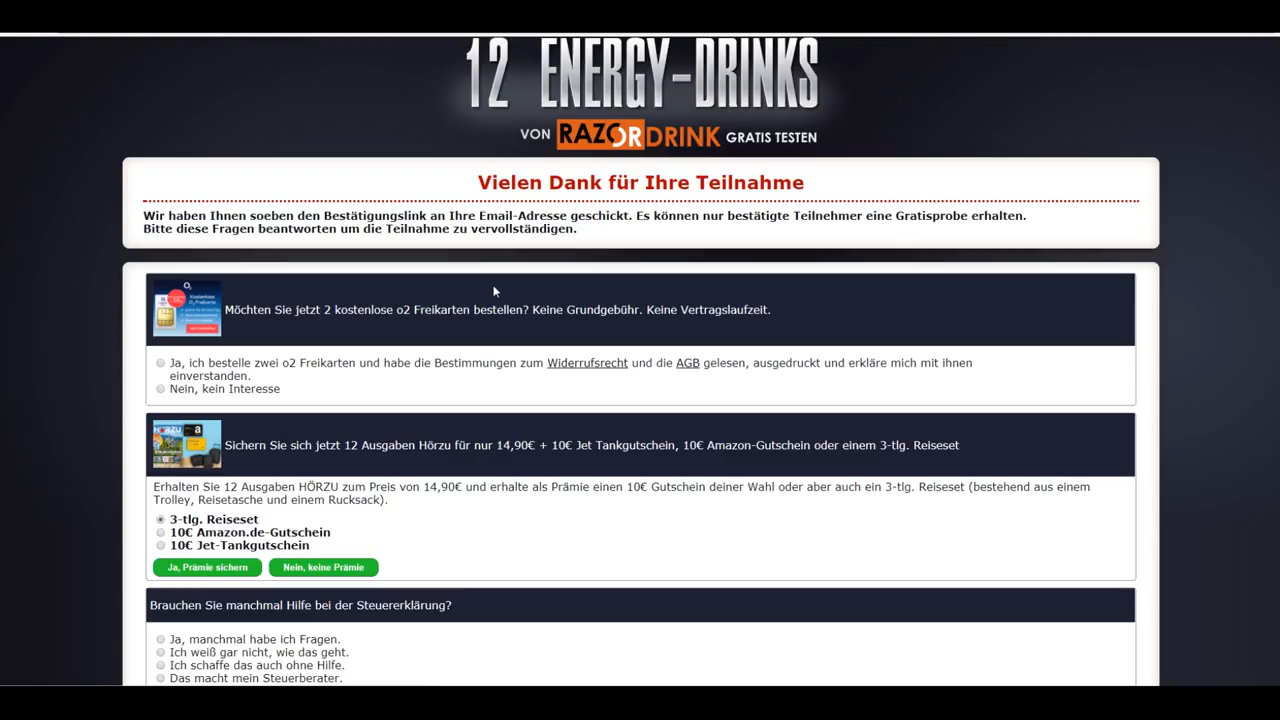 12 ENERGY-DRINKS
VON RAZORDRINK GRATIS TESTEN
Vielen Dank für Ihre Teilnahme
Wir haben Ihnen soeben den Bestätigungslink an Ihre Email-Adresse geschickt. Es können nur bestätigte Teilnehmer eine Gratisprobe erhalten.
Bitte diese Fragen beantworten um die Teilnahme zu vervollständigen.
O2
Kostenlose
O2 Freikarte
Möchten Sie jetzt 2 kostenlose o2 Freikarten bestellen? Keine Grundgebühr. Keine Vertragslaufzeit.
Ja, ich bestelle zwei o2 Freikarten und habe die Bestimmungen zum Widerrufsrecht und die AGB gelesen, ausgedruckt und erkläre mich mit ihnen
einverstanden.
Nein, kein Interesse
HÖRZU
Sichern Sie sich jetzt 12 Ausgaben Hörzu für nur 14,90€ + 10€ Jet Tankgutschein, 10€ Amazon-Gutschein oder einem 3-tlg. Reiseset
Erhalten Sie 12 Ausgaben HÖRZU zum Preis von 14,90€ und erhalte als Prämie einen 10€ Gutschein deiner Wahl oder aber auch ein 3-tlg. Reiseset (bestehend aus einem
Trolley, Reisetasche und einem Rucksack).
3-tlg. Reiseset
10€ Amazon.de-Gutschein
10€ Jet-Tankgutschein
Ja, Prämie sichern
Nein, keine Prämie
Brauchen Sie manchmal Hilfe bei der Steuererklärung?
Ja, manchmal habe ich Fragen.
Ich weiß gar nicht, wie das geht.
Ich schaffe das auch ohne Hilfe.
Das macht mein Steuerberater.